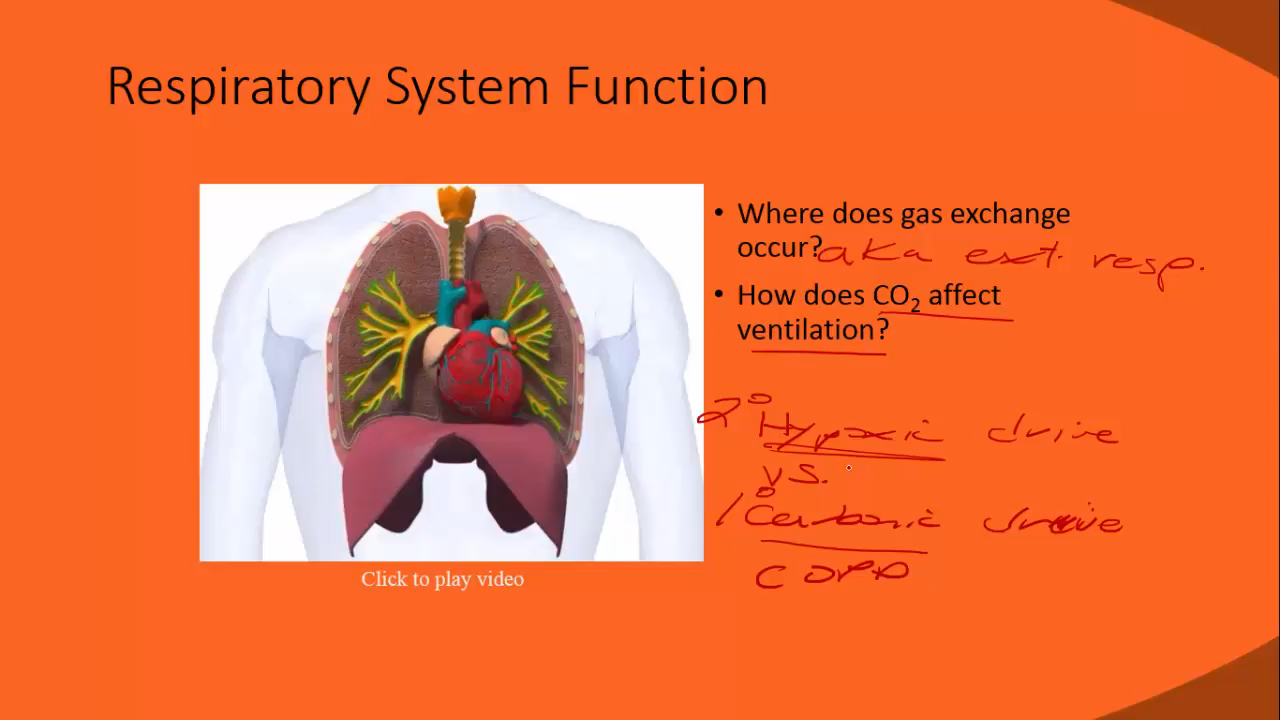 Respiratory System Function
• Where does gas exchange
occur? aka ext. resp.
• How does CO₂ affect
ventilation?
2° Hypoxic drive
vs.
1° Carbonic drive
COPD
Click to play video